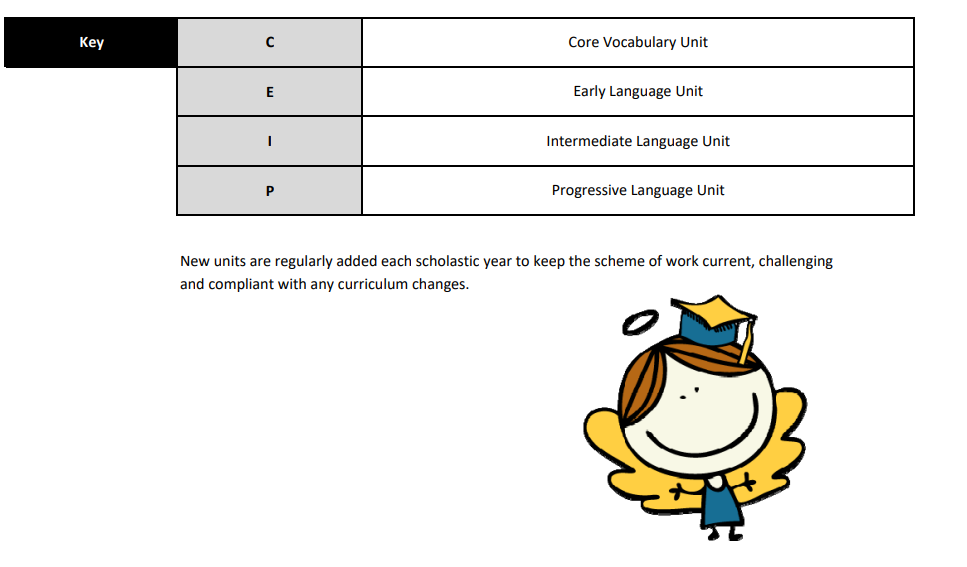 Key C Core Vocabulary Unit
E Early Language Unit
I Intermediate Language Unit
P Progressive Language Unit
New units are regularly added each scholastic year to keep the scheme of work current, challenging
and compliant with any curriculum changes.